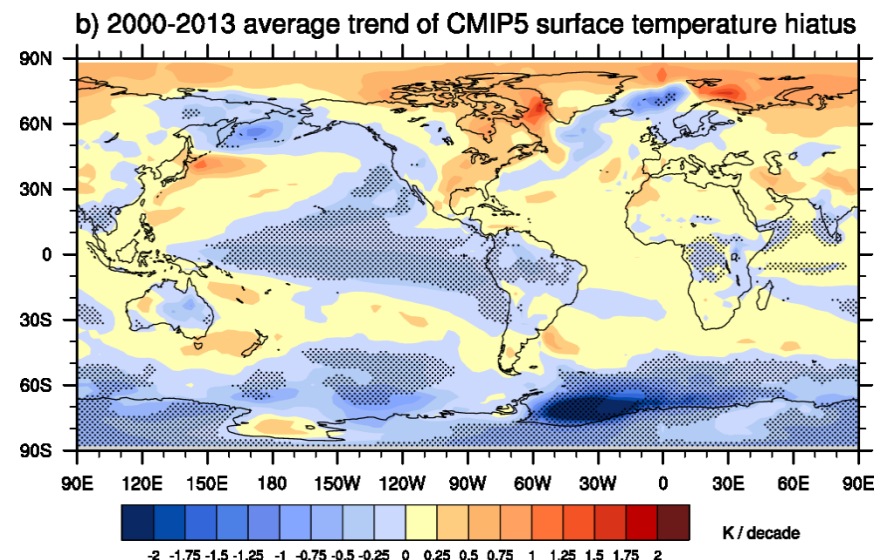 b) 2000-2013 average trend of CMIP5 surface temperature hiatus
90N
60N
30N
0
30S
60S
90S
90E 120E 150E 180 150W 120W 90W 60W 30W 0 30E 60E 90E
-2 -1.75 -1.5 -1.25 -1 -0.75 -0.5 -0.25 0 0.25 0.5 0.75 1 1.25 1.5 1.75 2
K / decade